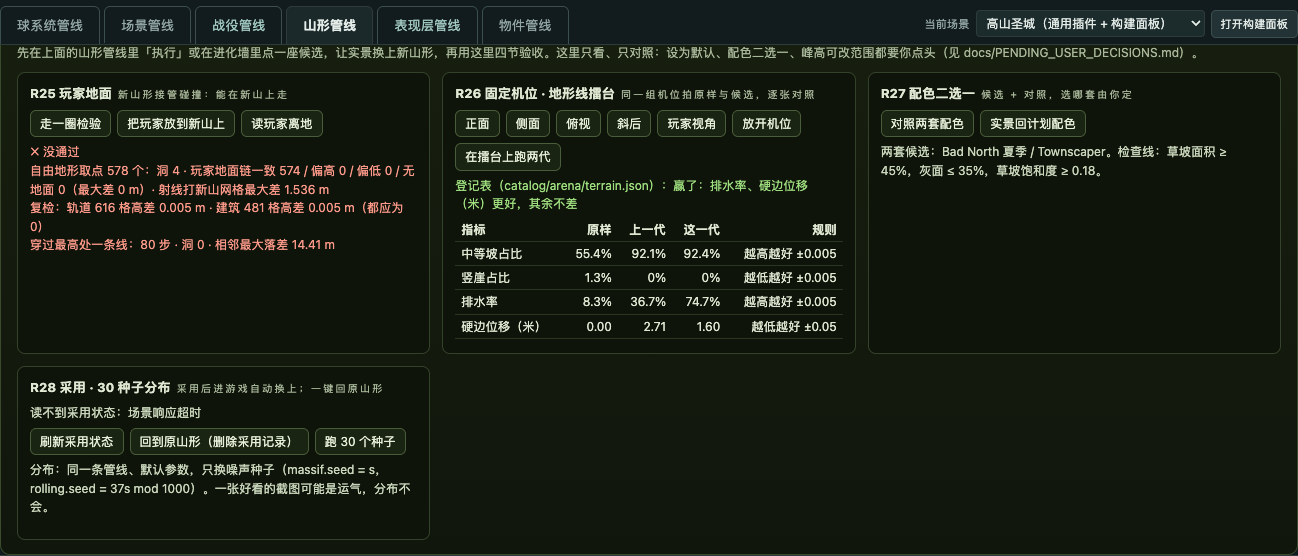 球系统管线 场景管线 战役管线 山形管线 表现层管线 物件管线 当前场景 高山圣城（通用插件 + 构建面板） 打开构建面板
先在上面的山形管线里「执行」或在进化墙里点一座候选，让实景换上新山形，再用这里四节验收。这里只看、只对照：设为默认、配色二选一、峰高可改范围都要你点头（见 docs/PENDING_USER_DECISIONS.md）。
R25 玩家地面 新山形接管碰撞：能在新山上走
走一圈检验 把玩家放到新山上 读玩家离地
✕ 没通过
自由地形取点 578 个：洞 4 · 玩家地面链一致 574 / 偏高 0 / 偏低 0 / 无
地面 0（最大差 0 m）· 射线打新山网格最大差 1.536 m
复检：轨道 616 格高差 0.005 m · 建筑 481 格高差 0.005 m（都应为
0）
穿过最高处一条线：80 步 · 洞 0 · 相邻最大落差 14.41 m
R26 固定机位 · 地形线擂台 同一组机位拍原样与候选，逐张对照
正面 侧面 俯视 斜后 玩家视角 放开机位
在擂台上跑两代
登记表（catalog/arena/terrain.json）：赢了：排水率、硬边位移
（米）更好，其余不差
指标 原样 上一代 这一代 规则
中等坡占比 55.4% 92.1% 92.4% 越高越好 ±0.005
竖崖占比 1.3% 0% 0% 越低越好 ±0.005
排水率 8.3% 36.7% 74.7% 越高越好 ±0.005
硬边位移（米） 0.00 2.71 1.60 越低越好 ±0.05
R27 配色二选一 候选 + 对照，选哪套由你定
对照两套配色 实景回计划配色
两套候选：Bad North 夏季 / Townscaper。检查线：草坡面积 ≥
45%，灰面 ≤ 35%，草坡饱和度 ≥ 0.18。
R28 采用 · 30 种子分布 采用后进游戏自动换上；一键回原山形
读不到采用状态：场景响应超时
刷新采用状态 回到原山形（删除采用记录） 跑 30 个种子
分布：同一条管线、默认参数，只换噪声种子（massif.seed = s，
rolling.seed = 37s mod 1000）。一张好看的截图可能是运气，分布不
会。